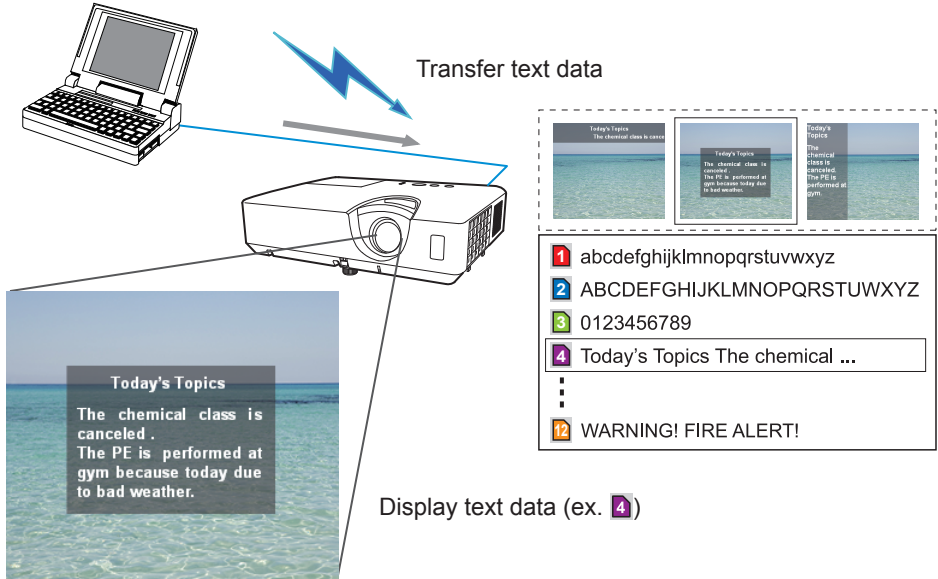 Transfer text data
Today's Topics
The chemical class is cance
Today's Topics
The chemical class is
canceled .
The PE is performed at
gym because today due
to bad weather.
Today's
Topics
The
chemical
class is
canceled.
The PE is
performed at
gym.
1 abcdefghijklmnopqrstuvwxyz
2 ABCDEFGHIJKLMNOPQRSTUWXYZ
3 0123456789
4 Today's Topics The chemical ...
12 WARNING! FIRE ALERT!
Today's Topics
The chemical class is
canceled .
The PE is performed at
gym because today due
to bad weather.
Display text data (ex. 4)